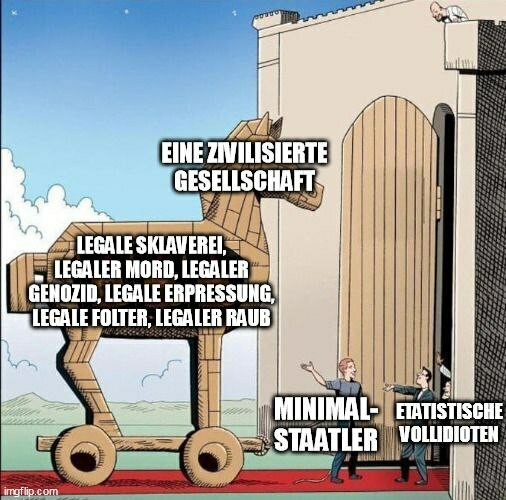 EINE ZIVILISIERTE
GESELLSCHAFT
LEGALE SKLAVEREI,
LEGALER MORD, LEGALER
GENOZID, LEGALE ERPRESSUNG,
LEGALE FOLTER, LEGALER RAUB
MINIMAL-
STAATLER
ETATISTISCHE
VOLLIDIOTEN
imgflip.com